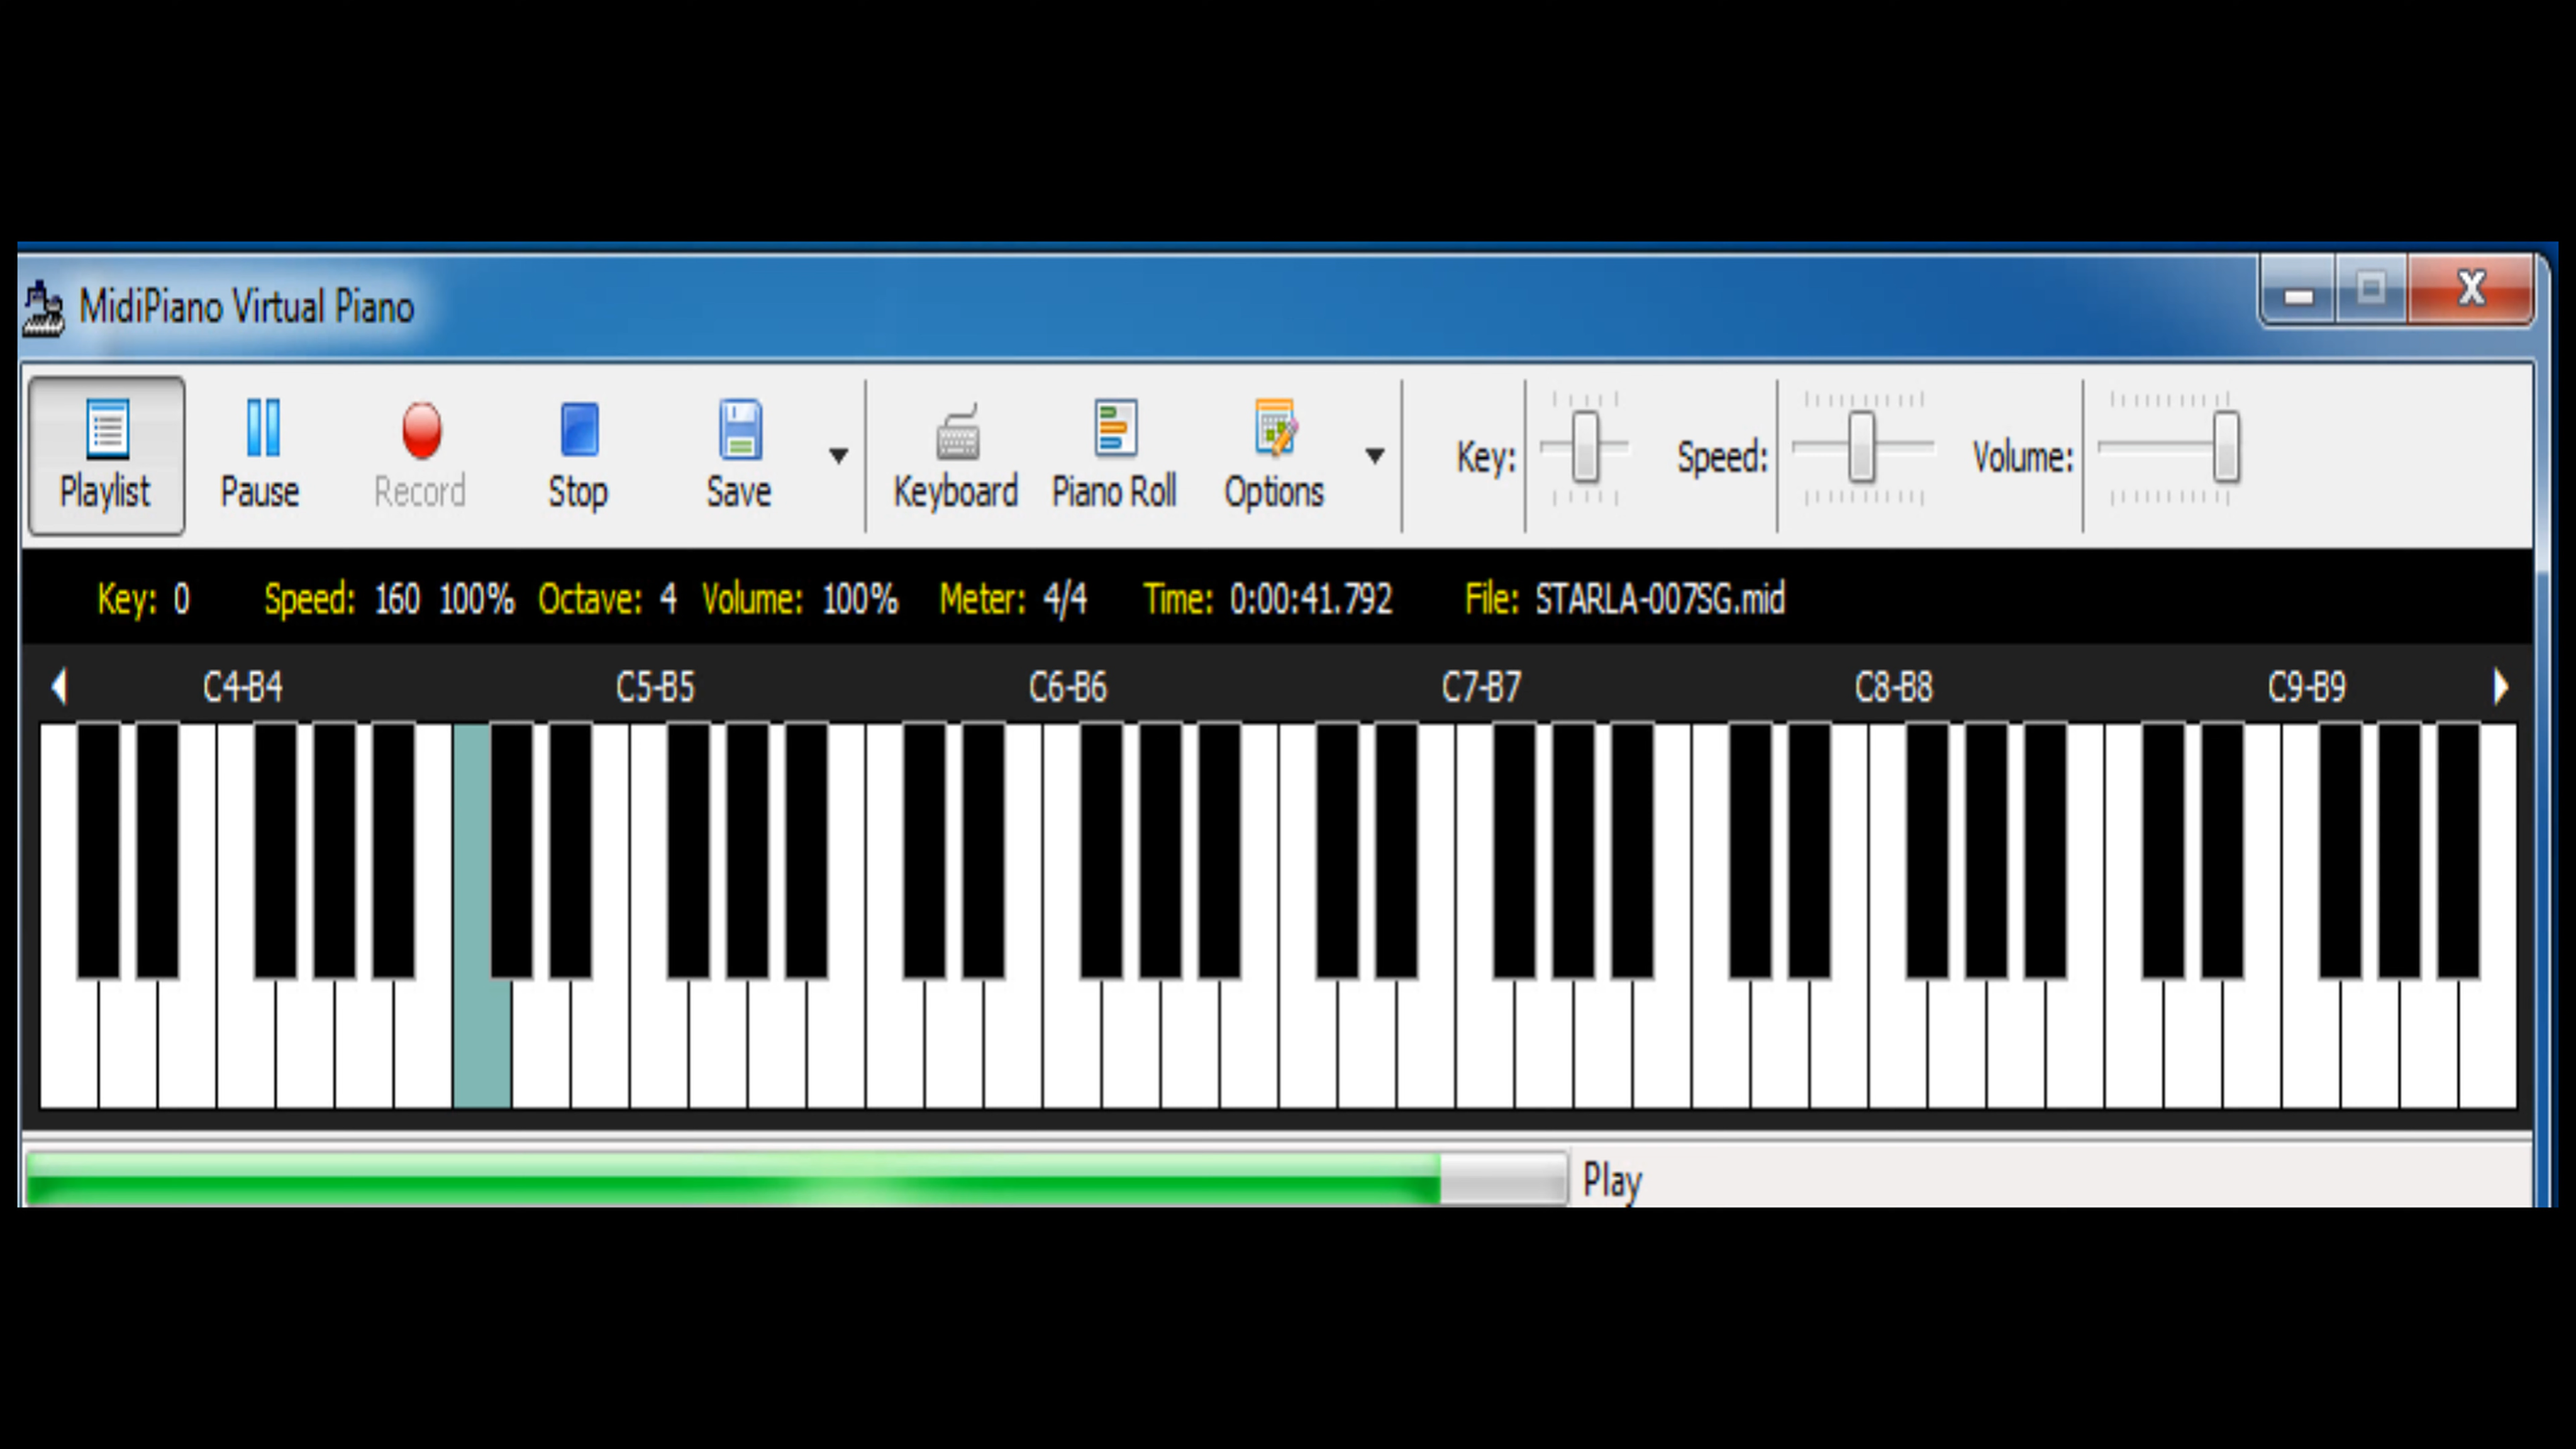 MidiPiano Virtual Piano
Playlist Pause Record Stop Save Keyboard Piano Roll Options Key: Speed: Volume:
Key: 0 Speed: 160 100% Octave: 4 Volume: 100% Meter: 4/4 Time: 0:00:41.792 File: STARLA-007SG.mid
C4-B4 C5-B5 C6-B6 C7-B7 C8-B8 C9-B9
Play